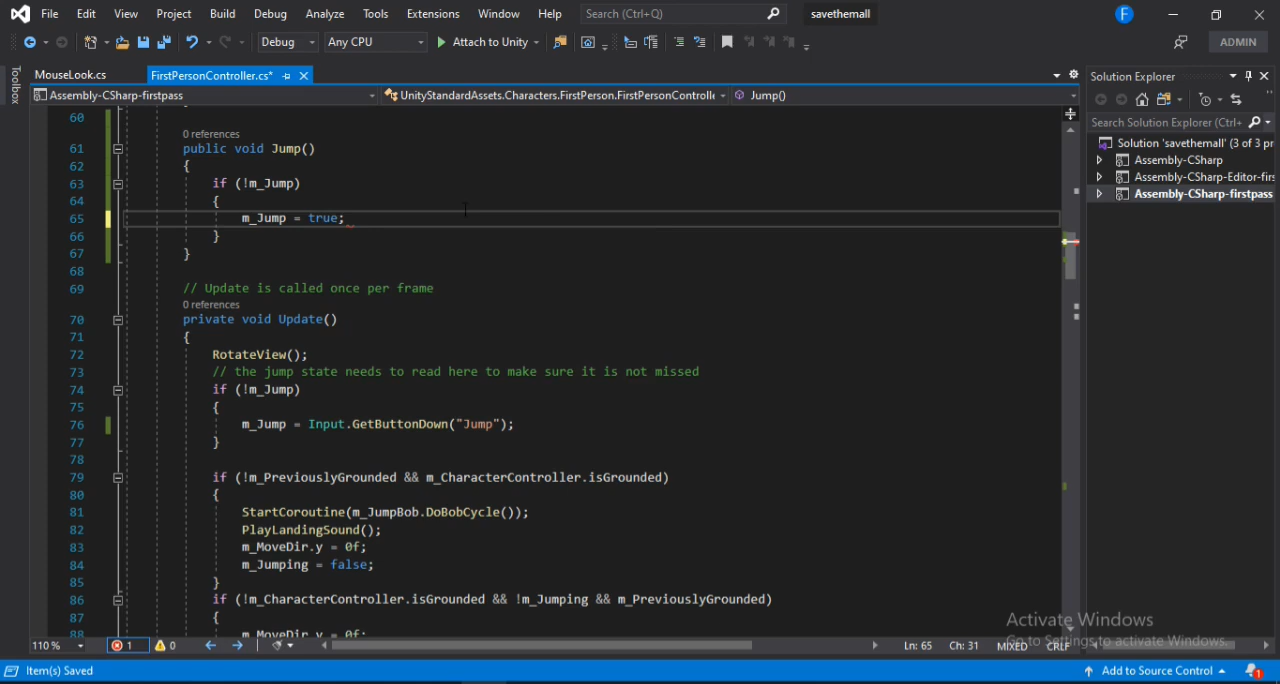 File Edit View Project Build Debug Analyze Tools Extensions Window Help Search (Ctrl+Q) savethemall F
Debug Any CPU Attach to Unity ADMIN
Toolbox
MouseLook.cs FirstPersonController.cs*
Assembly-CSharp-firstpass UnityStandardAssets.Characters.FirstPerson.FirstPersonControlle Jump()
60
0 references
61 public void Jump()
62 {
63 if (!m_Jump)
64 {
65 m_Jump = true;
66 }
67 }
68
69 // Update is called once per frame
0 references
70 private void Update()
71 {
72 RotateView();
73 // the jump state needs to read here to make sure it is not missed
74 if (!m_Jump)
75 {
76 m_Jump = Input.GetButtonDown("Jump");
77 }
78
79 if (!m_PreviouslyGrounded && m_CharacterController.isGrounded)
80 {
81 StartCoroutine(m_JumpBob.DoBobCycle());
82 PlayLandingSound();
83 m_MoveDir.y = 0f;
84 m_Jumping = false;
85 }
86 if (!m_CharacterController.isGrounded && !m_Jumping && m_PreviouslyGrounded)
87 {
88 m_MoveDir.y = 0f;
Solution Explorer
Search Solution Explorer (Ctrl+
Solution 'savethemall' (3 of 3 pr
Assembly-CSharp
Assembly-CSharp-Editor-firs
Assembly-CSharp-firstpass
Activate Windows
Go to Settings to activate Windows.
110 % 1 0 Ln: 65 Ch: 31 MIXED CRLF
Item(s) Saved Add to Source Control 1